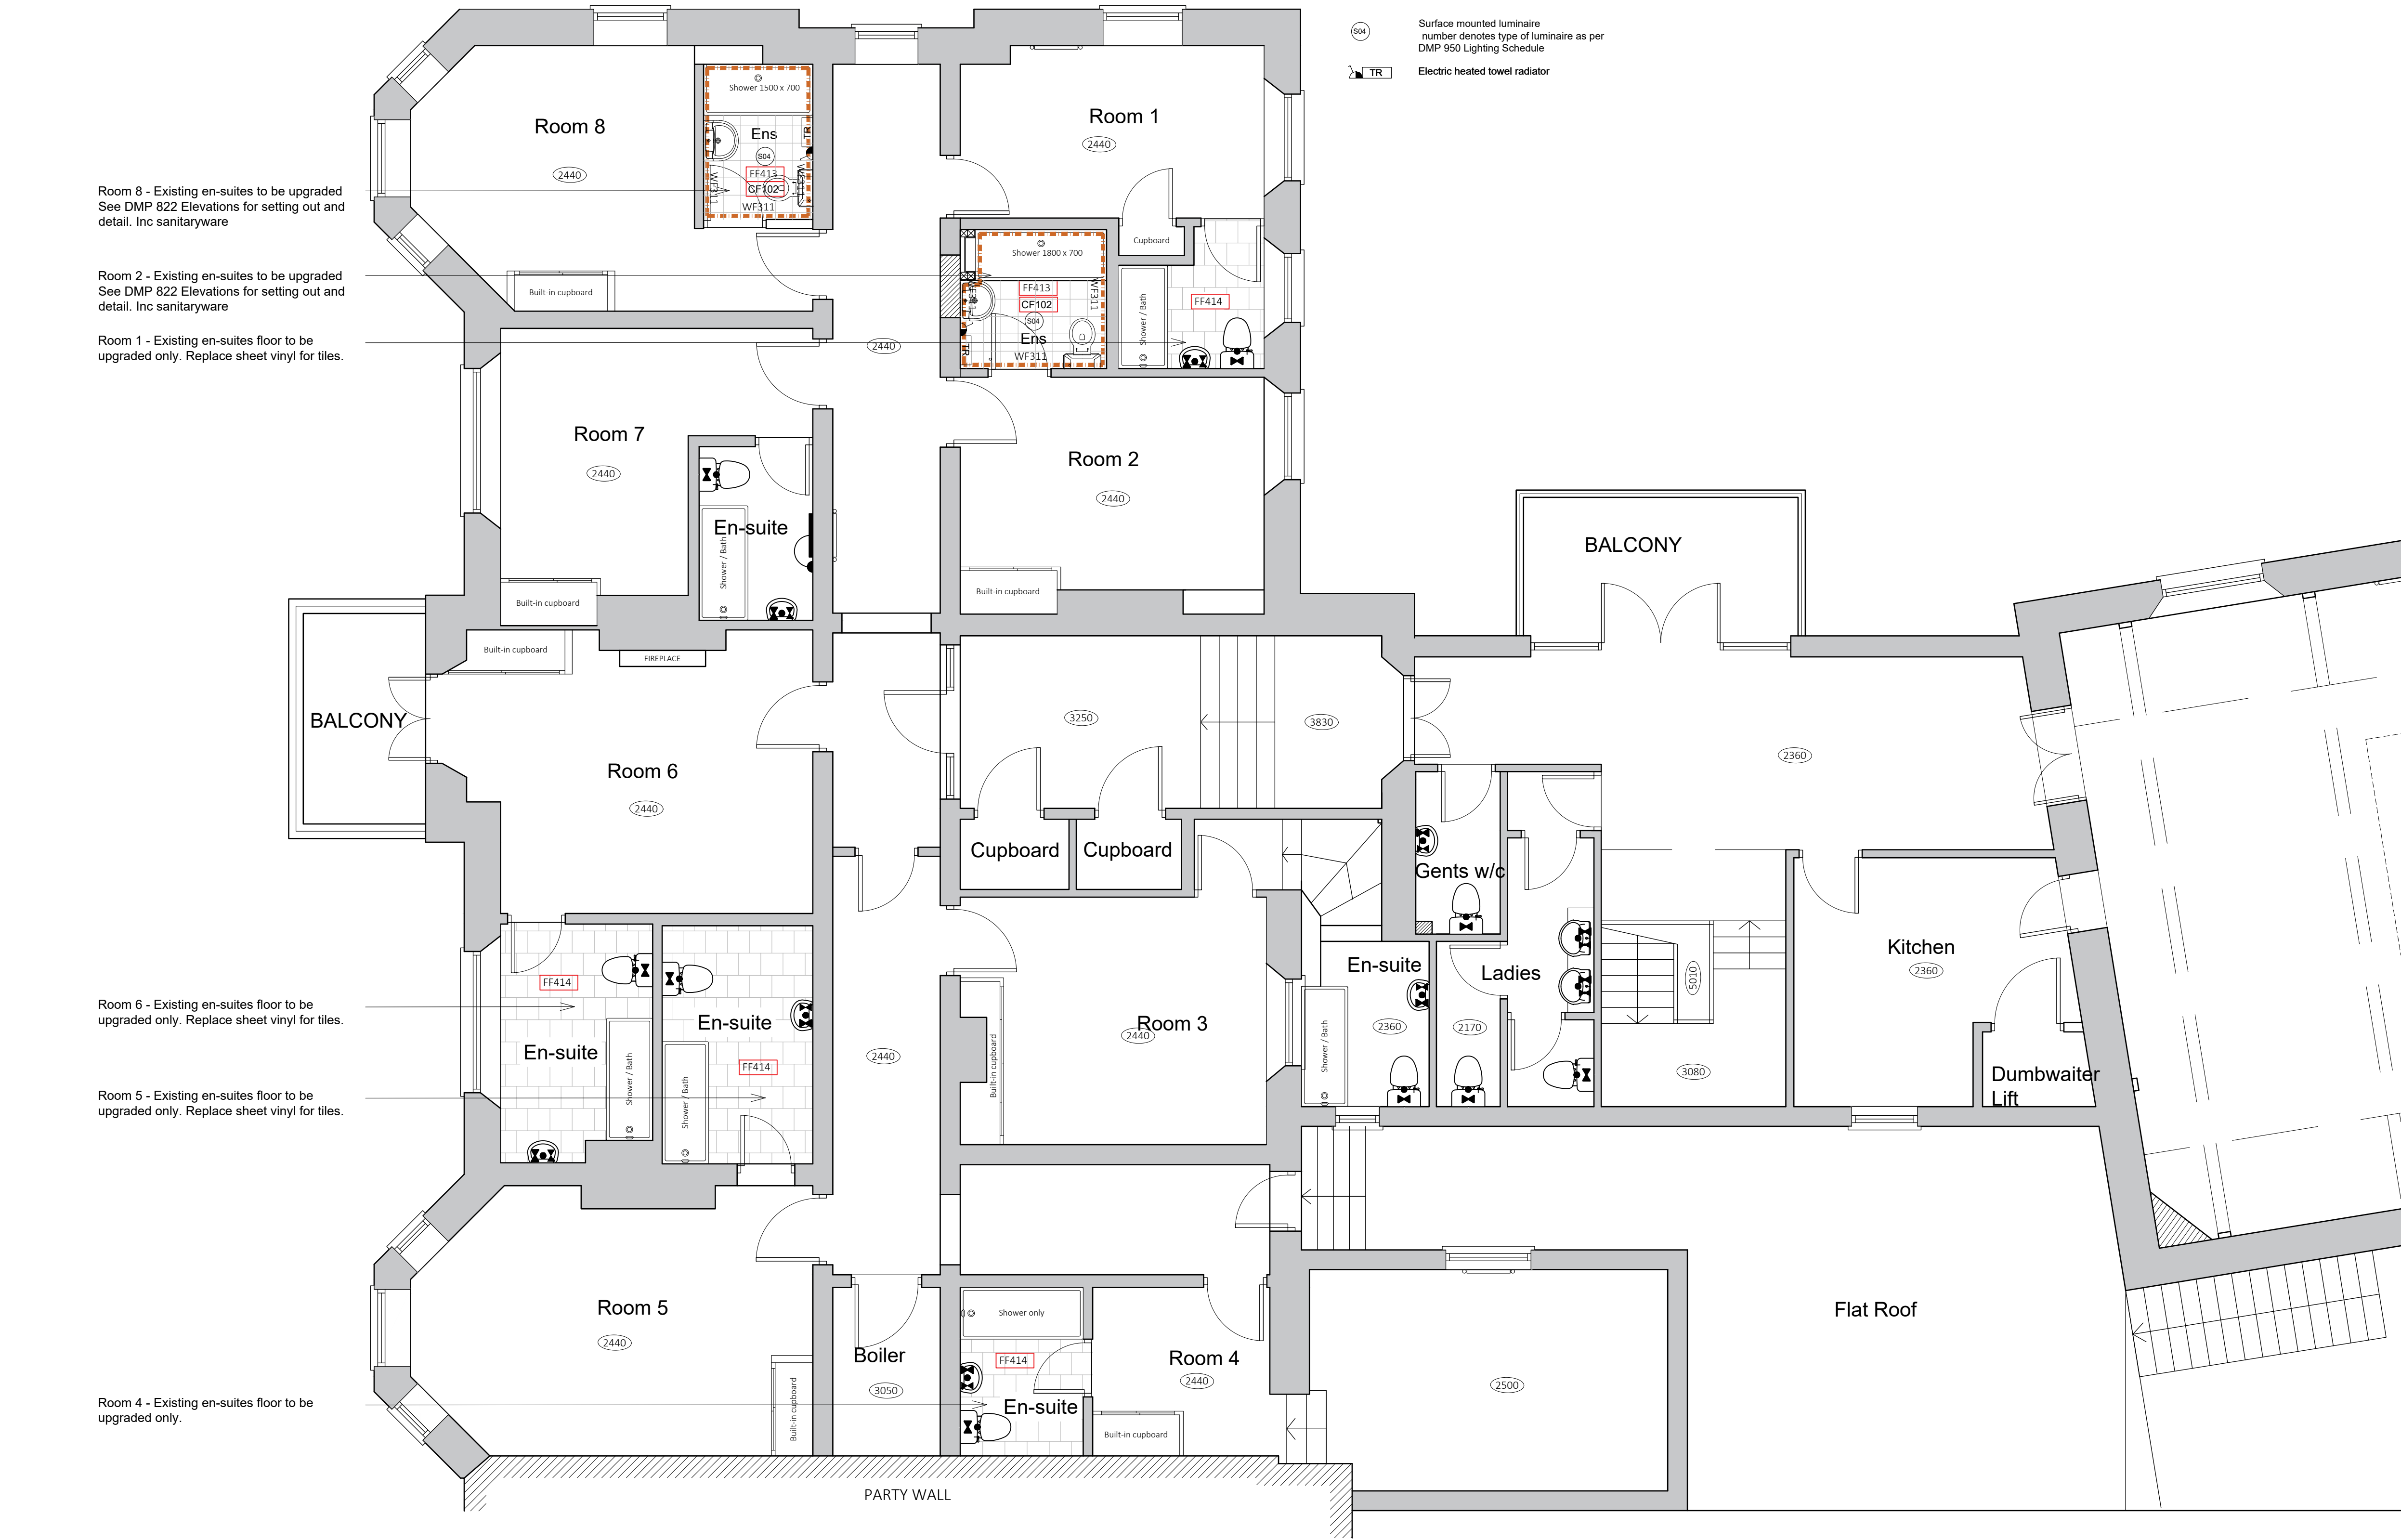 S04
Surface mounted luminaire
number denotes type of luminaire as per
DMP 950 Lighting Schedule
TR
Electric heated towel radiator
Room 8 - Existing en-suites to be upgraded
See DMP 822 Elevations for setting out and
detail. Inc sanitaryware
Room 2 - Existing en-suites to be upgraded
See DMP 822 Elevations for setting out and
detail. Inc sanitaryware
Room 1 - Existing en-suites floor to be
upgraded only. Replace sheet vinyl for tiles.
Room 6 - Existing en-suites floor to be
upgraded only. Replace sheet vinyl for tiles.
Room 5 - Existing en-suites floor to be
upgraded only. Replace sheet vinyl for tiles.
Room 4 - Existing en-suites floor to be
upgraded only.
Room 8
2440
Built-in cupboard
Shower 1500 x 700
Ens
TR
S04
FF413
CF102
WF311
WF311
WF311
Room 1
2440
Cupboard
Shower / Bath
FF414
Shower 1800 x 700
WF311
WF311
FF413
CF102
S04
Ens
WF311
TR
2440
Room 7
2440
Built-in cupboard
En-suite
Shower / Bath
Room 2
2440
Built-in cupboard
BALCONY
BALCONY
Built-in cupboard
FIREPLACE
Room 6
2440
3250
3830
2360
Cupboard
Cupboard
Gents w/c
Ladies
2170
5010
3080
Kitchen
2360
Dumbwaiter
Lift
FF414
En-suite
Shower / Bath
En-suite
FF414
Shower / Bath
2440
Room 3
2440
Built-in cupboard
En-suite
2360
Shower / Bath
Room 5
2440
Built-in cupboard
Boiler
3050
Shower only
FF414
En-suite
Room 4
2440
Built-in cupboard
2500
Flat Roof
PARTY WALL